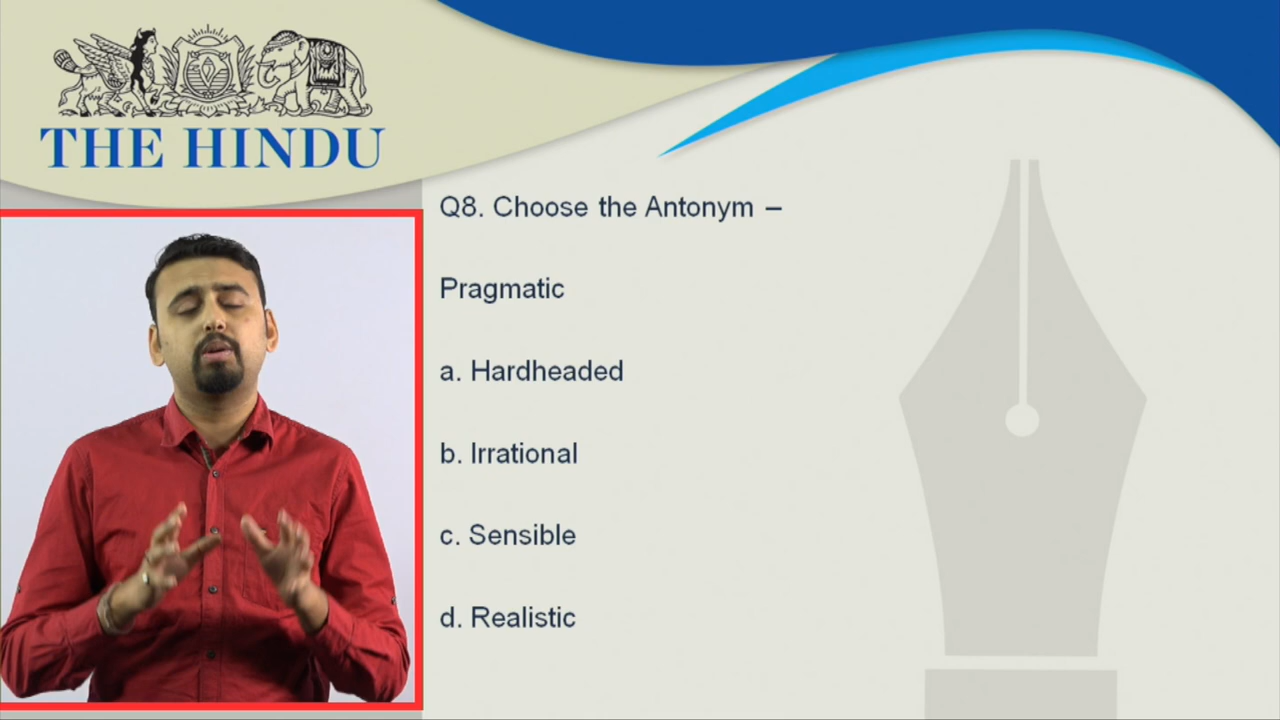 THE HINDU
Q8. Choose the Antonym –
Pragmatic
a. Hardheaded
b. Irrational
c. Sensible
d. Realistic